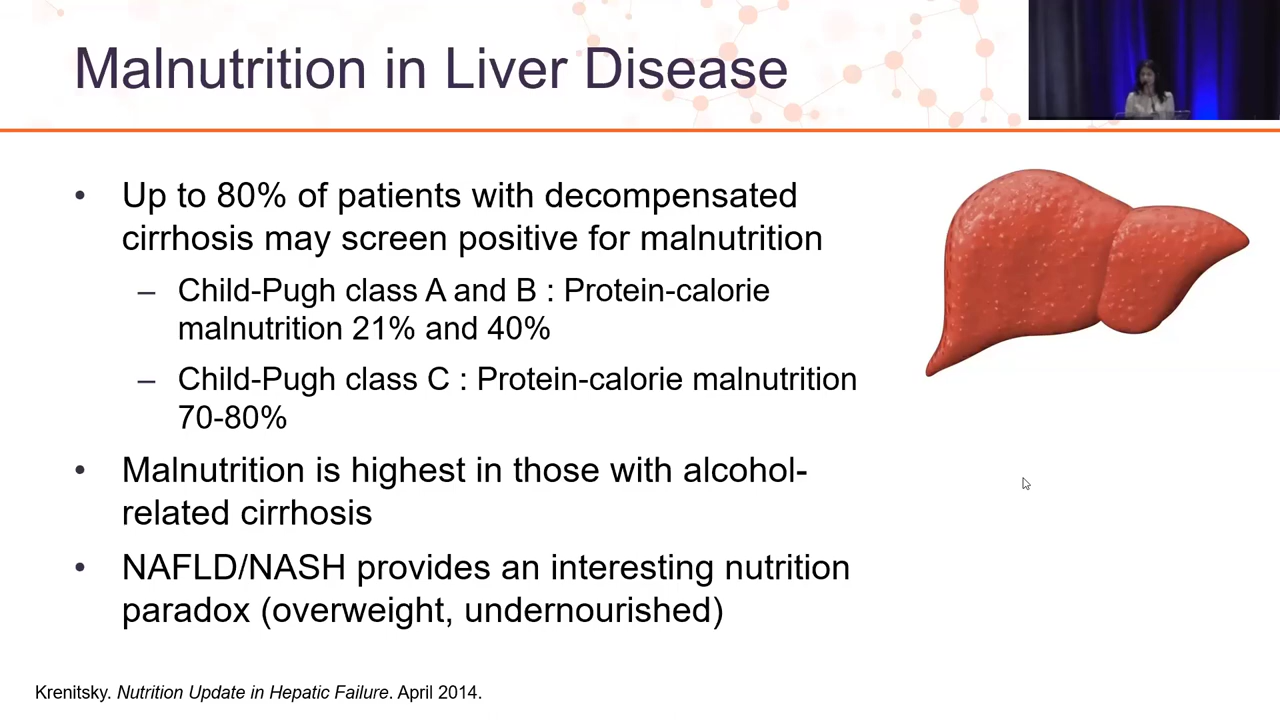 Malnutrition in Liver Disease
• Up to 80% of patients with decompensated
cirrhosis may screen positive for malnutrition
– Child-Pugh class A and B : Protein-calorie
malnutrition 21% and 40%
– Child-Pugh class C : Protein-calorie malnutrition
70-80%
• Malnutrition is highest in those with alcohol-
related cirrhosis
• NAFLD/NASH provides an interesting nutrition
paradox (overweight, undernourished)
Krenitsky. Nutrition Update in Hepatic Failure. April 2014.